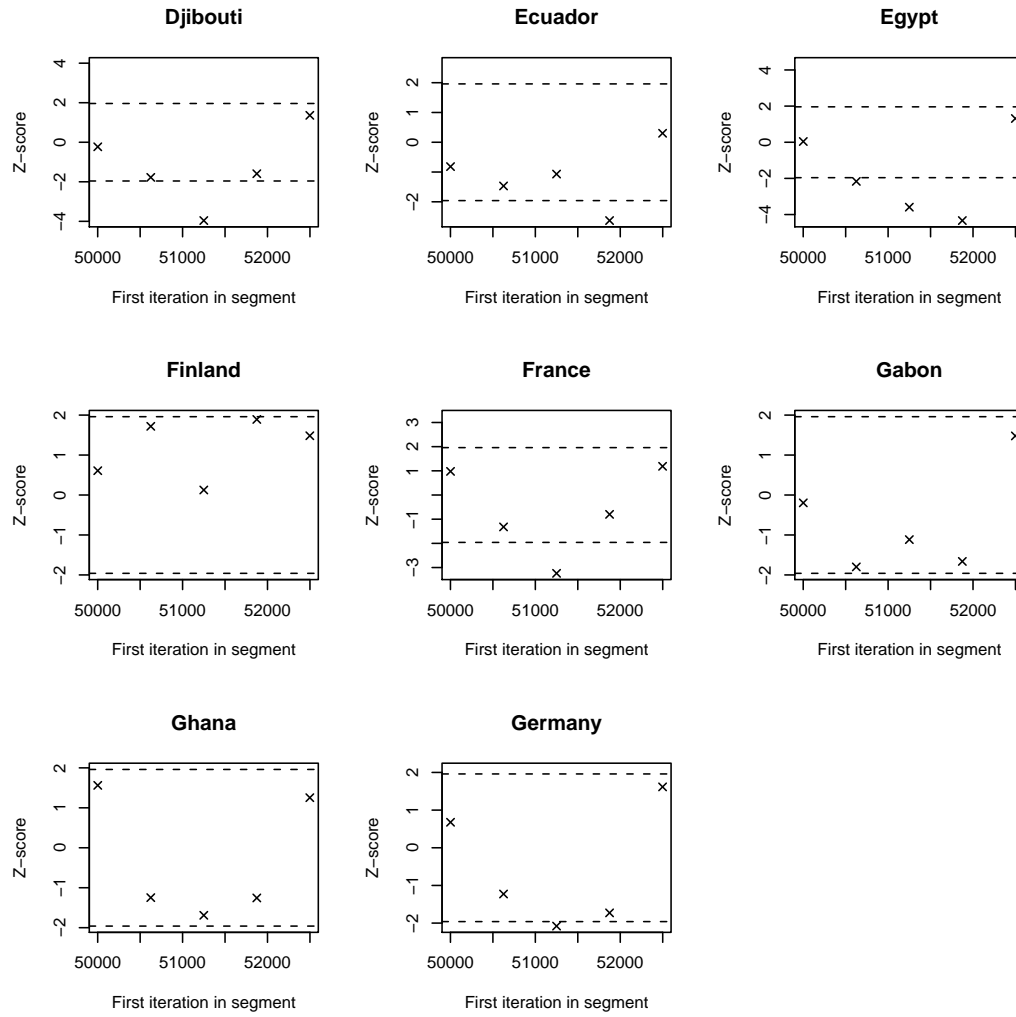 Djibouti
Ecuador
Egypt
Z−score
4
2
0
−2
−4
50000 51000 52000
First iteration in segment
Z−score
2
1
0
−2
50000 51000 52000
First iteration in segment
Z−score
4
2
0
−2
−4
50000 51000 52000
First iteration in segment
Finland
France
Gabon
Z−score
2
1
0
−1
−2
50000 51000 52000
First iteration in segment
Z−score
3
2
1
−1
−3
50000 51000 52000
First iteration in segment
Z−score
2
1
0
−1
−2
50000 51000 52000
First iteration in segment
Ghana
Germany
Z−score
2
1
0
−1
−2
50000 51000 52000
First iteration in segment
Z−score
2
1
0
−1
−2
50000 51000 52000
First iteration in segment